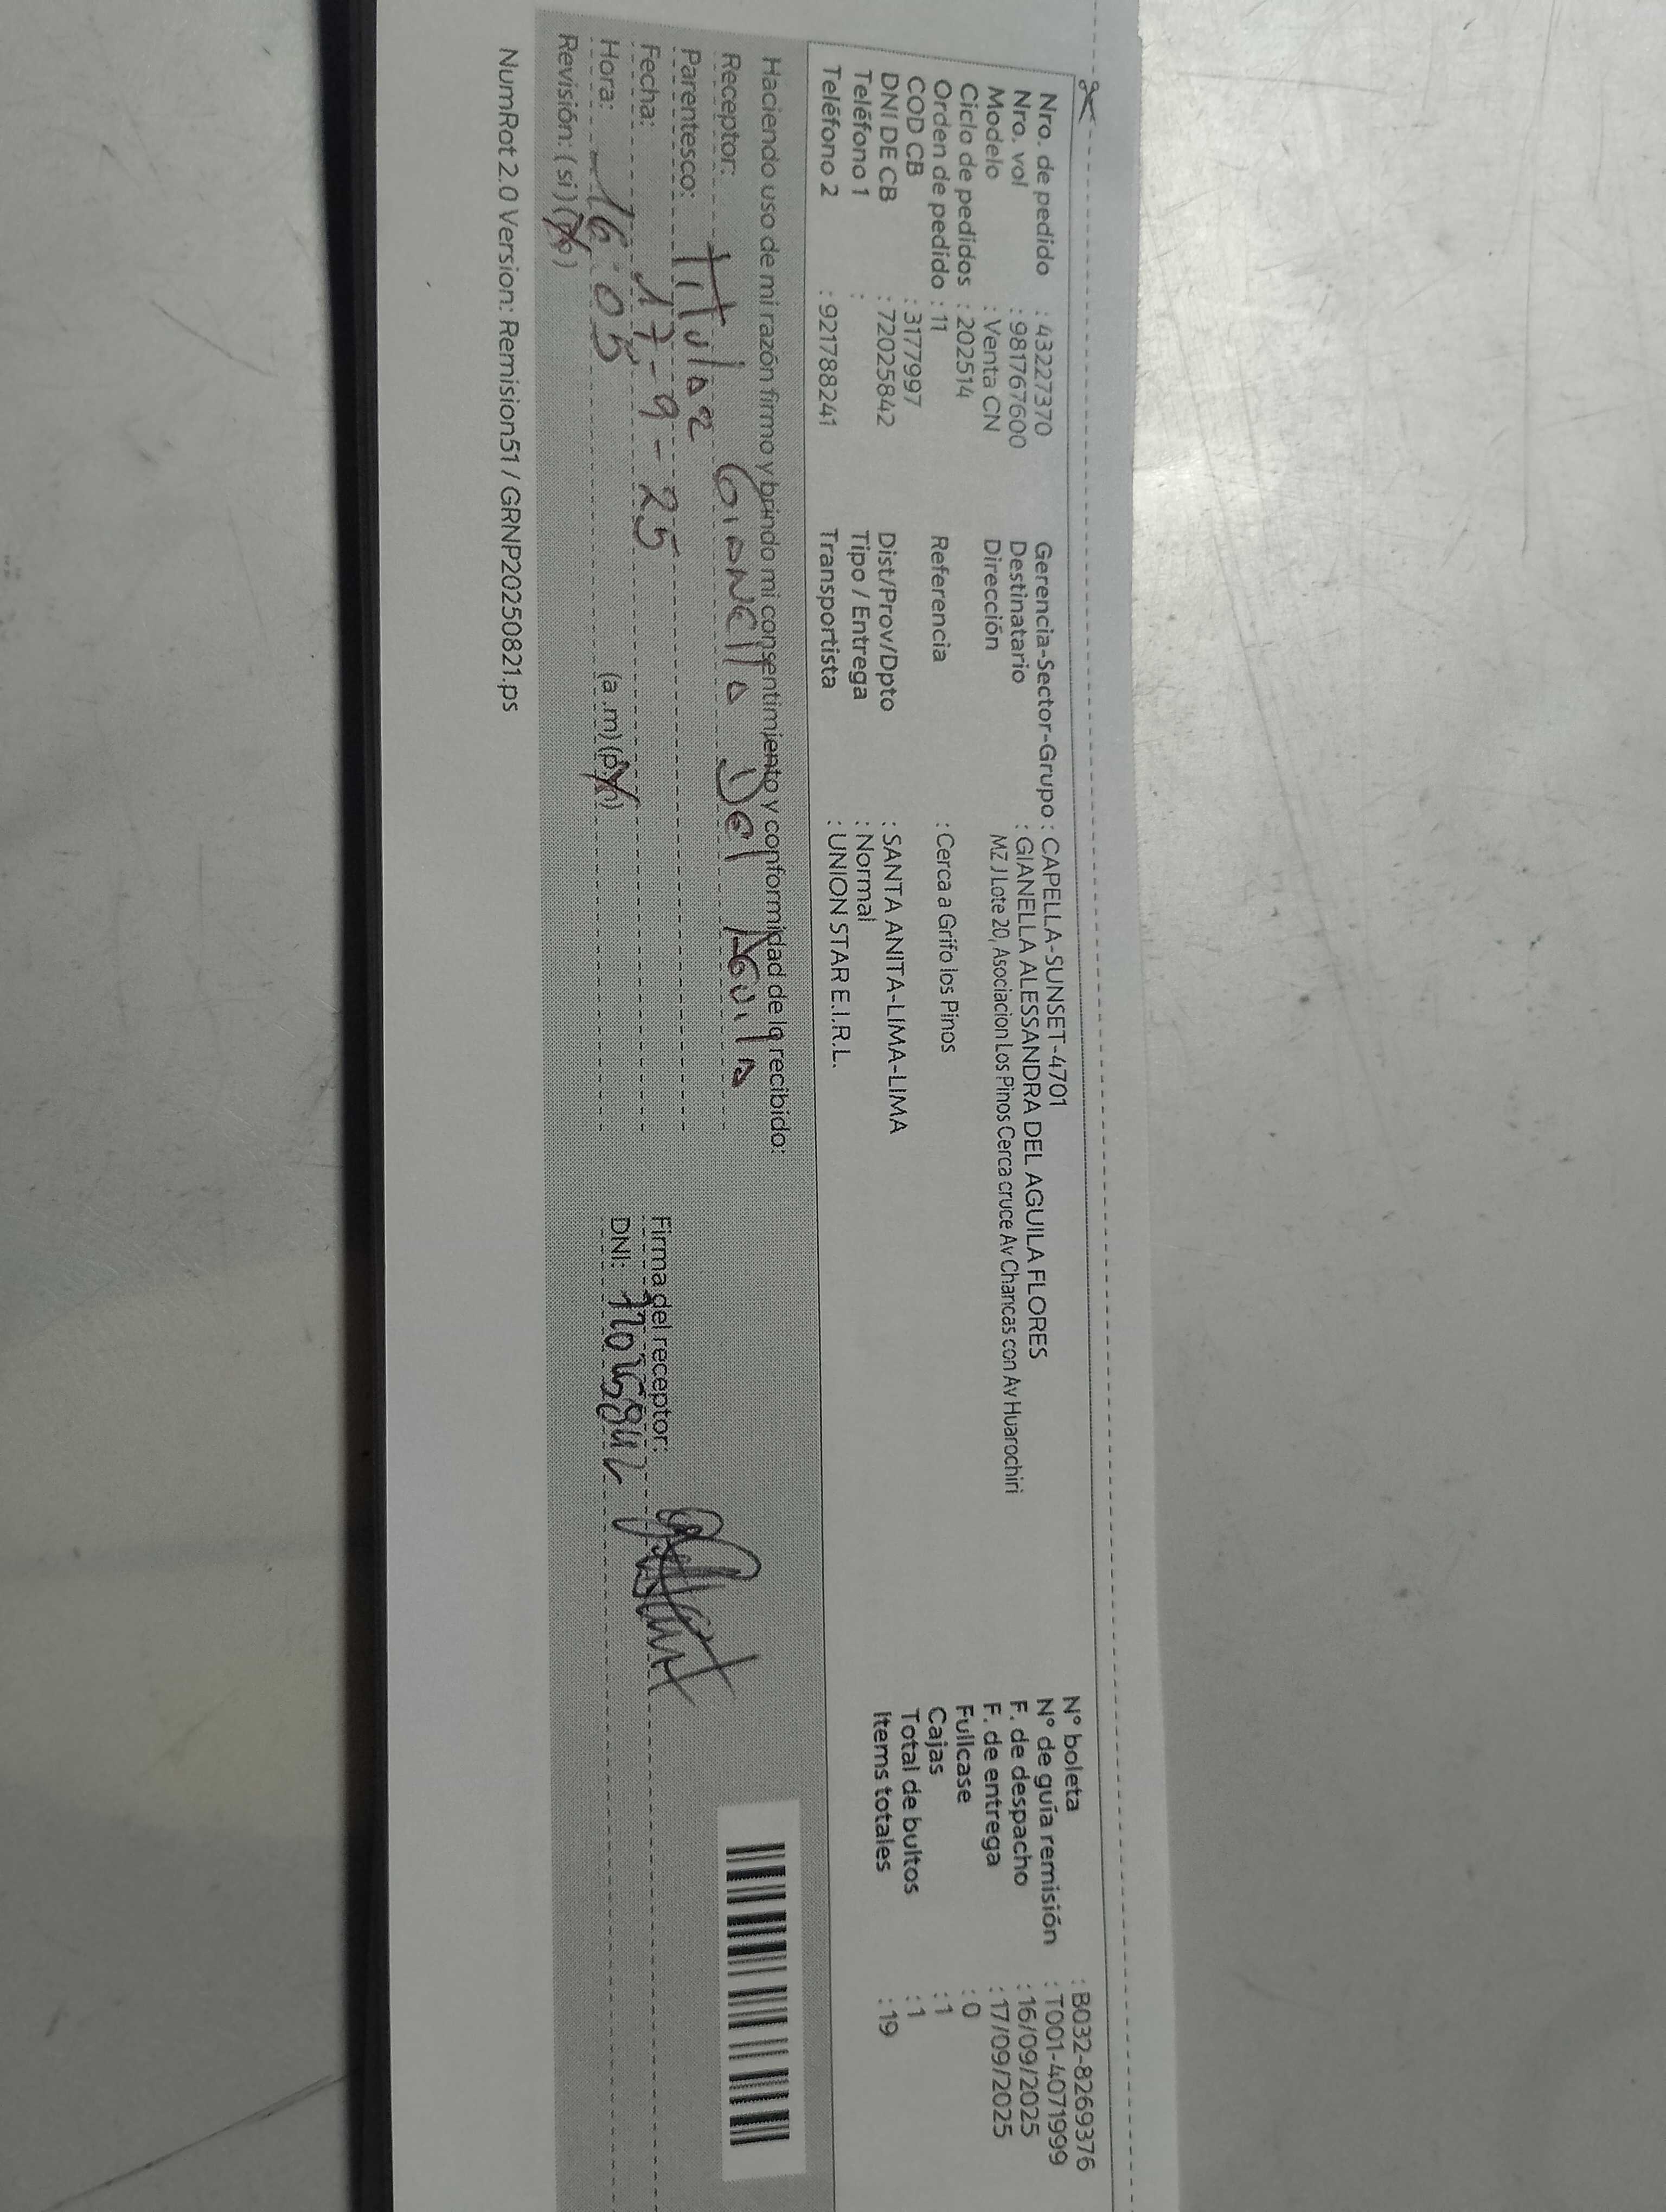 Nro. de pedido : 43227370
Nro. vol : 981767600
Modelo : Venta CN
Ciclo de pedidos : 202514
Orden de pedido : 11
COD CB : 3177997
DNI DE CB : 72025842
Teléfono 1 :
Teléfono 2 : 921788241
Gerencia-Sector-Grupo : CAPELLA-SUNSET-4701
Destinatario : GIANELLA ALESSANDRA DEL AGUILA FLORES
Dirección MZ J Lote 20, Asociacion Los Pinos Cerca cruce Av Chancas con Av Huarochiri
Referencia : Cerca a Grifo los Pinos
Dist/Prov/Dpto : SANTA ANITA-LIMA-LIMA
Tipo / Entrega : Normal
Transportista : UNION STAR E.I.R.L.
N° boleta : B032-8269376
N° de guía remisión : T001-4071999
F. de despacho : 16/09/2025
F. de entrega : 17/09/2025
Fullcase : 0
Cajas : 1
Total de bultos : 1
Items totales : 19
Haciendo uso de mi razón firmo y brindo mi consentimiento y conformidad de lo recibido:
Receptor: Gianella Del Aguila
Parentesco: Titular
Fecha: 17-9-25
Hora: 16:05 (a.m) (p.m)
Revisión: (si) (no)
Firma del receptor:
DNI: 72025842
NumRot 2.0 Version: Remision51 / GRNP20250821.ps